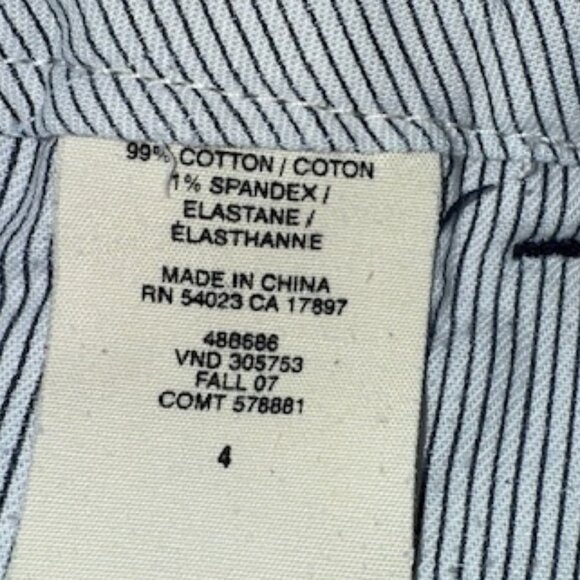 99% COTTON / COTON
1% SPANDEX /
ELASTANE /
ÉLASTHANNE
MADE IN CHINA
RN 54023 CA 17897
488686
VND 305753
FALL 07
COMT 578881
4